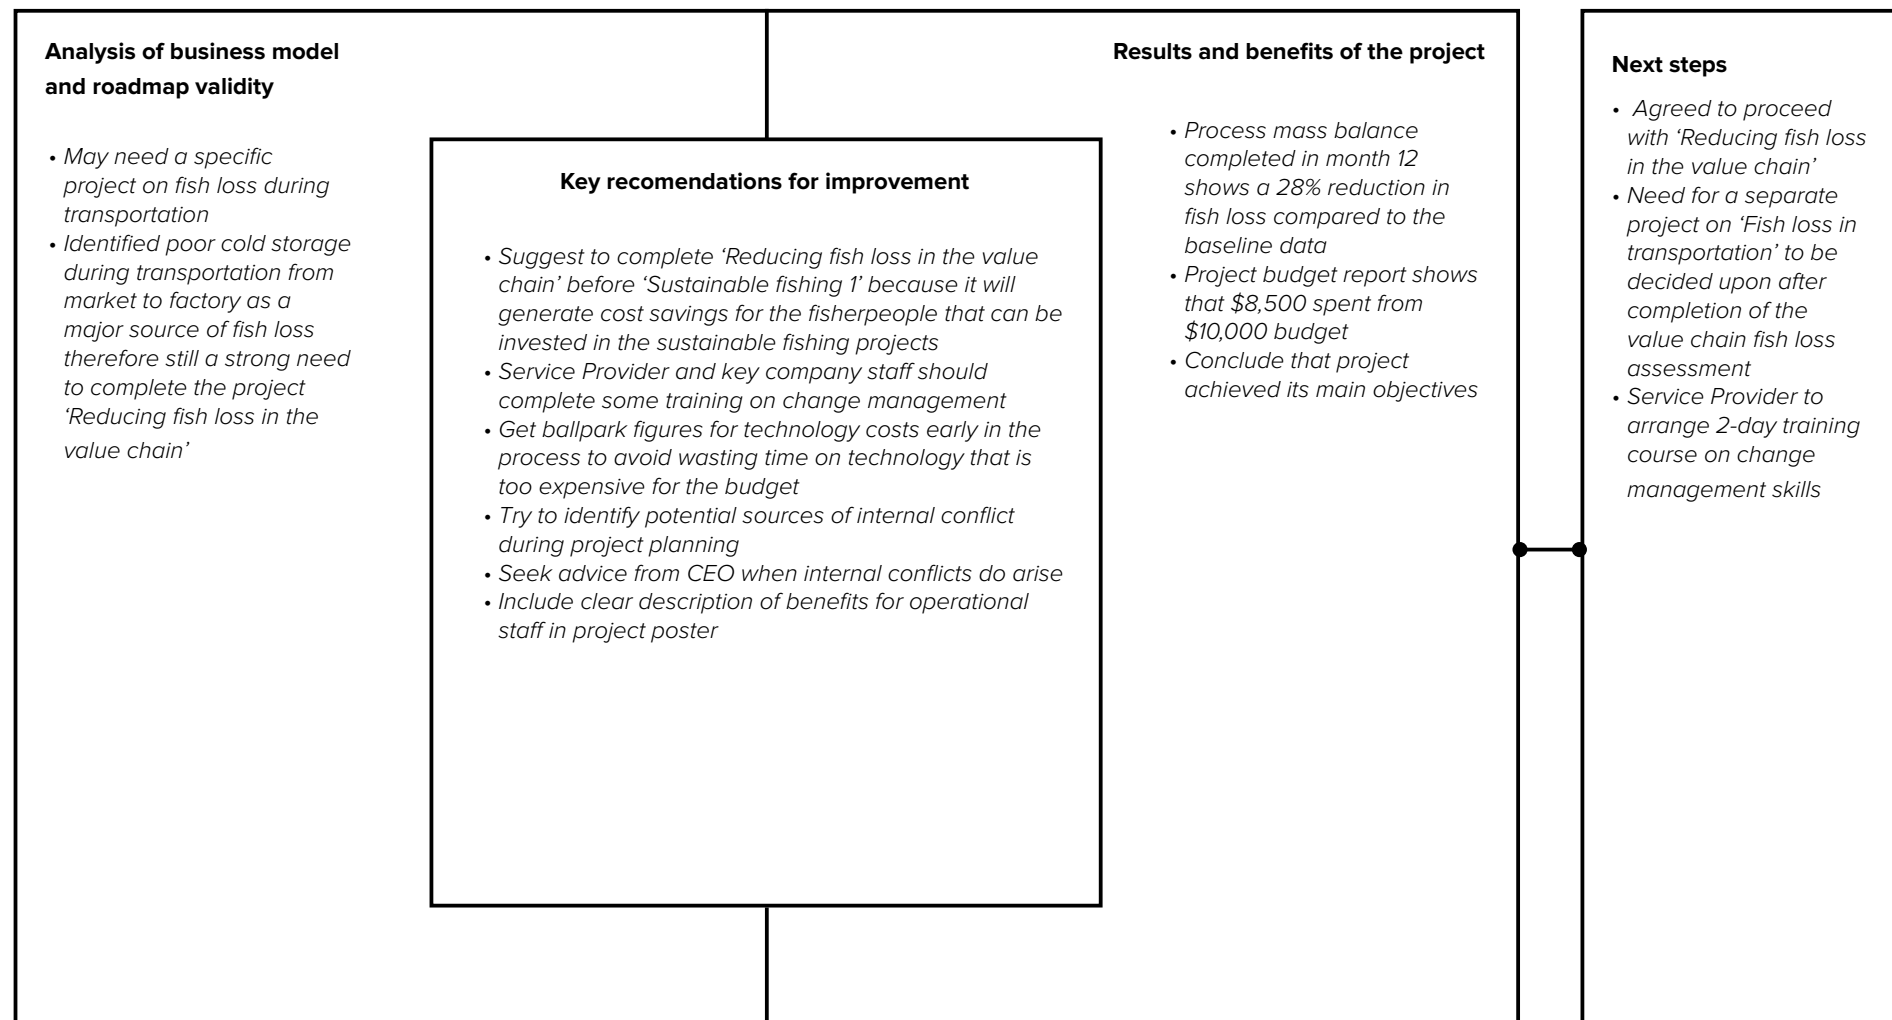 Analysis of business model
and roadmap validity
• May need a specific
project on fish loss during
transportation
• Identified poor cold storage
during transportation from
market to factory as a
major source of fish loss
therefore still a strong need
to complete the project
‘Reducing fish loss in the
value chain’
Key recomendations for improvement
• Suggest to complete ‘Reducing fish loss in the value
chain’ before ‘Sustainable fishing 1’ because it will
generate cost savings for the fisherpeople that can be
invested in the sustainable fishing projects
• Service Provider and key company staff should
complete some training on change management
• Get ballpark figures for technology costs early in the
process to avoid wasting time on technology that is
too expensive for the budget
• Try to identify potential sources of internal conflict
during project planning
• Seek advice from CEO when internal conflicts do arise
• Include clear description of benefits for operational
staff in project poster
Results and benefits of the project
• Process mass balance
completed in month 12
shows a 28% reduction in
fish loss compared to the
baseline data
• Project budget report shows
that $8,500 spent from
$10,000 budget
• Conclude that project
achieved its main objectives
Next steps
• Agreed to proceed
with ‘Reducing fish loss
in the value chain’
• Need for a separate
project on ‘Fish loss in
transportation’ to be
decided upon after
completion of the
value chain fish loss
assessment
• Service Provider to
arrange 2-day training
course on change
management skills